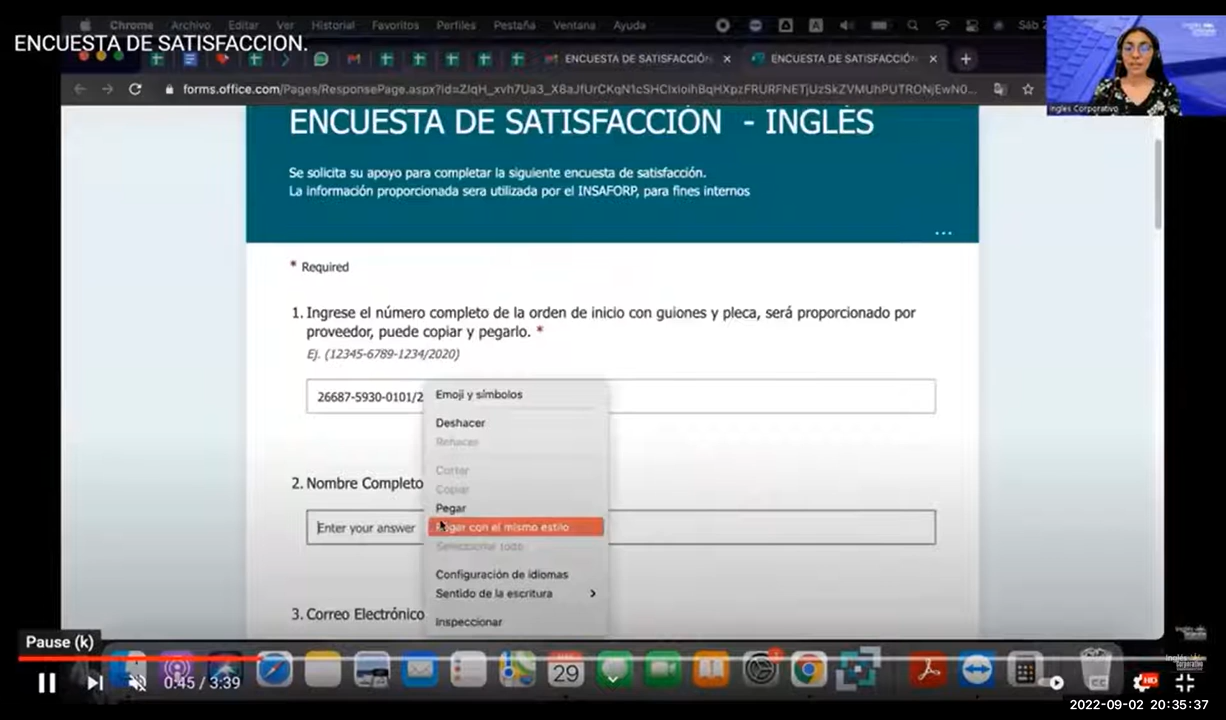 Chrome Archivo Editar Ver Historial Favoritos Perfiles Pestaña Ventana Ayuda Sáb
ENCUESTA DE SATISFACCION.
ENCUESTA DE SATISFACCIÓN ENCUESTA DE SATISFACCIÓN
forms.office.com/Pages/ResponsePage.aspx?id=
Inglés Corporativo
ENCUESTA DE SATISFACCIÓN - INGLÉS
Se solicita su apoyo para completar la siguiente encuesta de satisfacción.
La información proporcionada sera utilizada por el INSAFORP, para fines internos
...
* Required
1. Ingrese el número completo de la orden de inicio con guiones y pleca, será proporcionado por
proveedor, puede copiar y pegarlo. *
Ej. (12345-6789-1234/2020)
26687-5930-0101/2
Emoji y símbolos
Deshacer
Rehacer
Cortar
Copiar
Pegar
Pegar con el mismo estilo
Seleccionar todo
Configuración de idiomas
Sentido de la escritura
Inspeccionar
2. Nombre Completo
Enter your answer
3. Correo Electrónico
Pause (k)
29
0:45 / 3:39
HD
2022-09-02 20:35:37